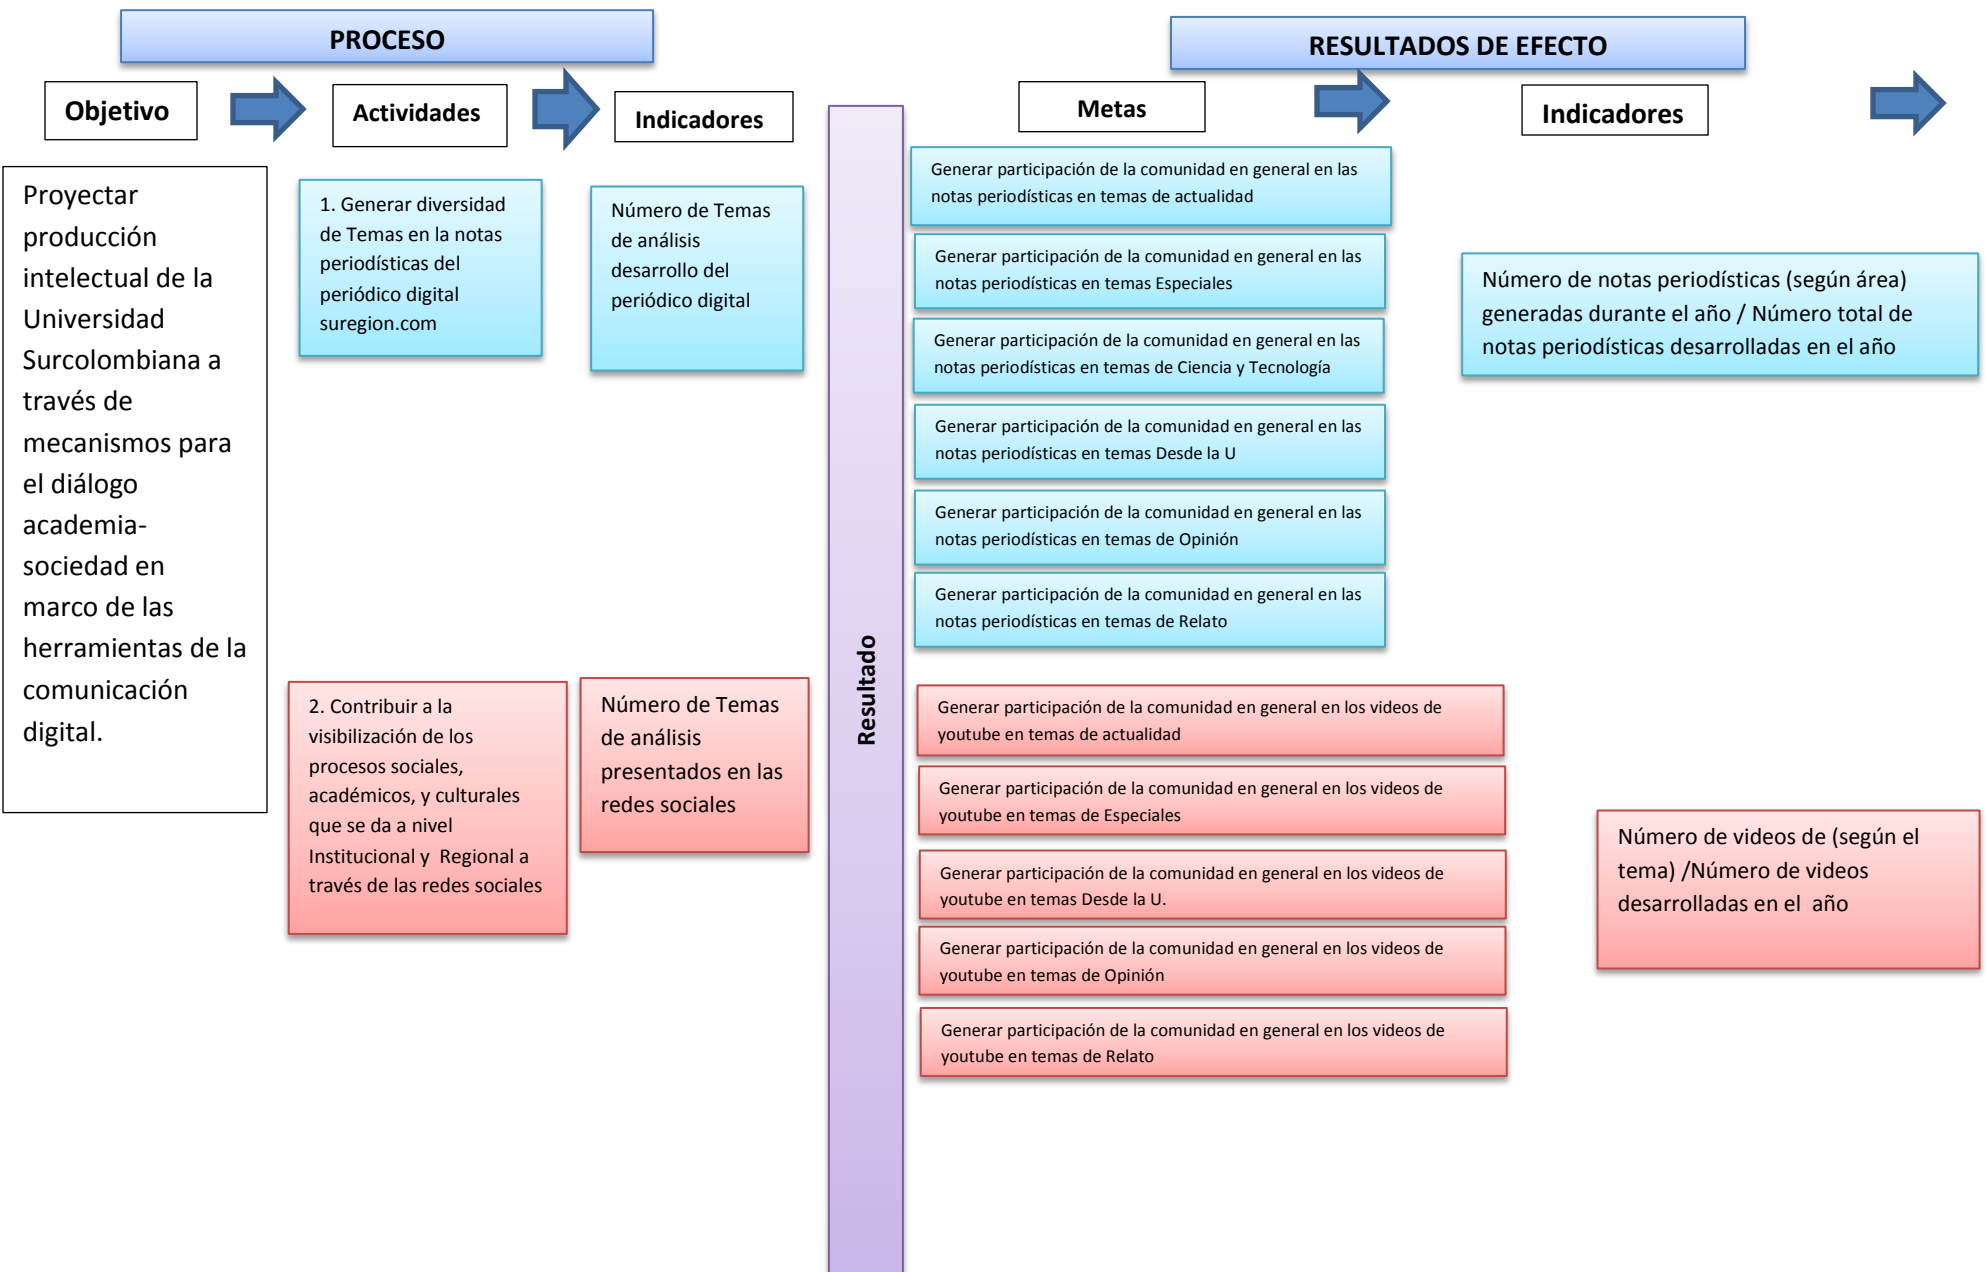 PROCESO
RESULTADOS DE EFECTO
Objetivo
Actividades
Indicadores
Metas
Indicadores
Proyectar
producción
intelectual de la
Universidad
Surcolombiana a
través de
mecanismos para
el diálogo
academia-
sociedad en
marco de las
herramientas de la
comunicación
digital.
1. Generar diversidad
de Temas en la notas
periodísticas del
periódico digital
suregion.com
Número de Temas
de análisis
desarrollo del
periódico digital
2. Contribuir a la
visibilización de los
procesos sociales,
académicos, y culturales
que se da a nivel
Institucional y  Regional a
través de las redes sociales
Número de Temas
de análisis
presentados en las
redes sociales
Resultado
Generar participación de la comunidad en general en las
notas periodísticas en temas de actualidad
Generar participación de la comunidad en general en las
notas periodísticas en temas Especiales
Generar participación de la comunidad en general en las
notas periodísticas en temas de Ciencia y Tecnología
Generar participación de la comunidad en general en las
notas periodísticas en temas Desde la U
Generar participación de la comunidad en general en las
notas periodísticas en temas de Opinión
Generar participación de la comunidad en general en las
notas periodísticas en temas de Relato
Número de notas periodísticas (según área)
generadas durante el año / Número total de
notas periodísticas desarrolladas en el año
Generar participación de la comunidad en general en los videos de
youtube en temas de actualidad
Generar participación de la comunidad en general en los videos de
youtube en temas de Especiales
Generar participación de la comunidad en general en los videos de
youtube en temas Desde la U.
Generar participación de la comunidad en general en los videos de
youtube en temas de Opinión
Generar participación de la comunidad en general en los videos de
youtube en temas de Relato
Número de videos de (según el
tema) /Número de videos
desarrolladas en el  año